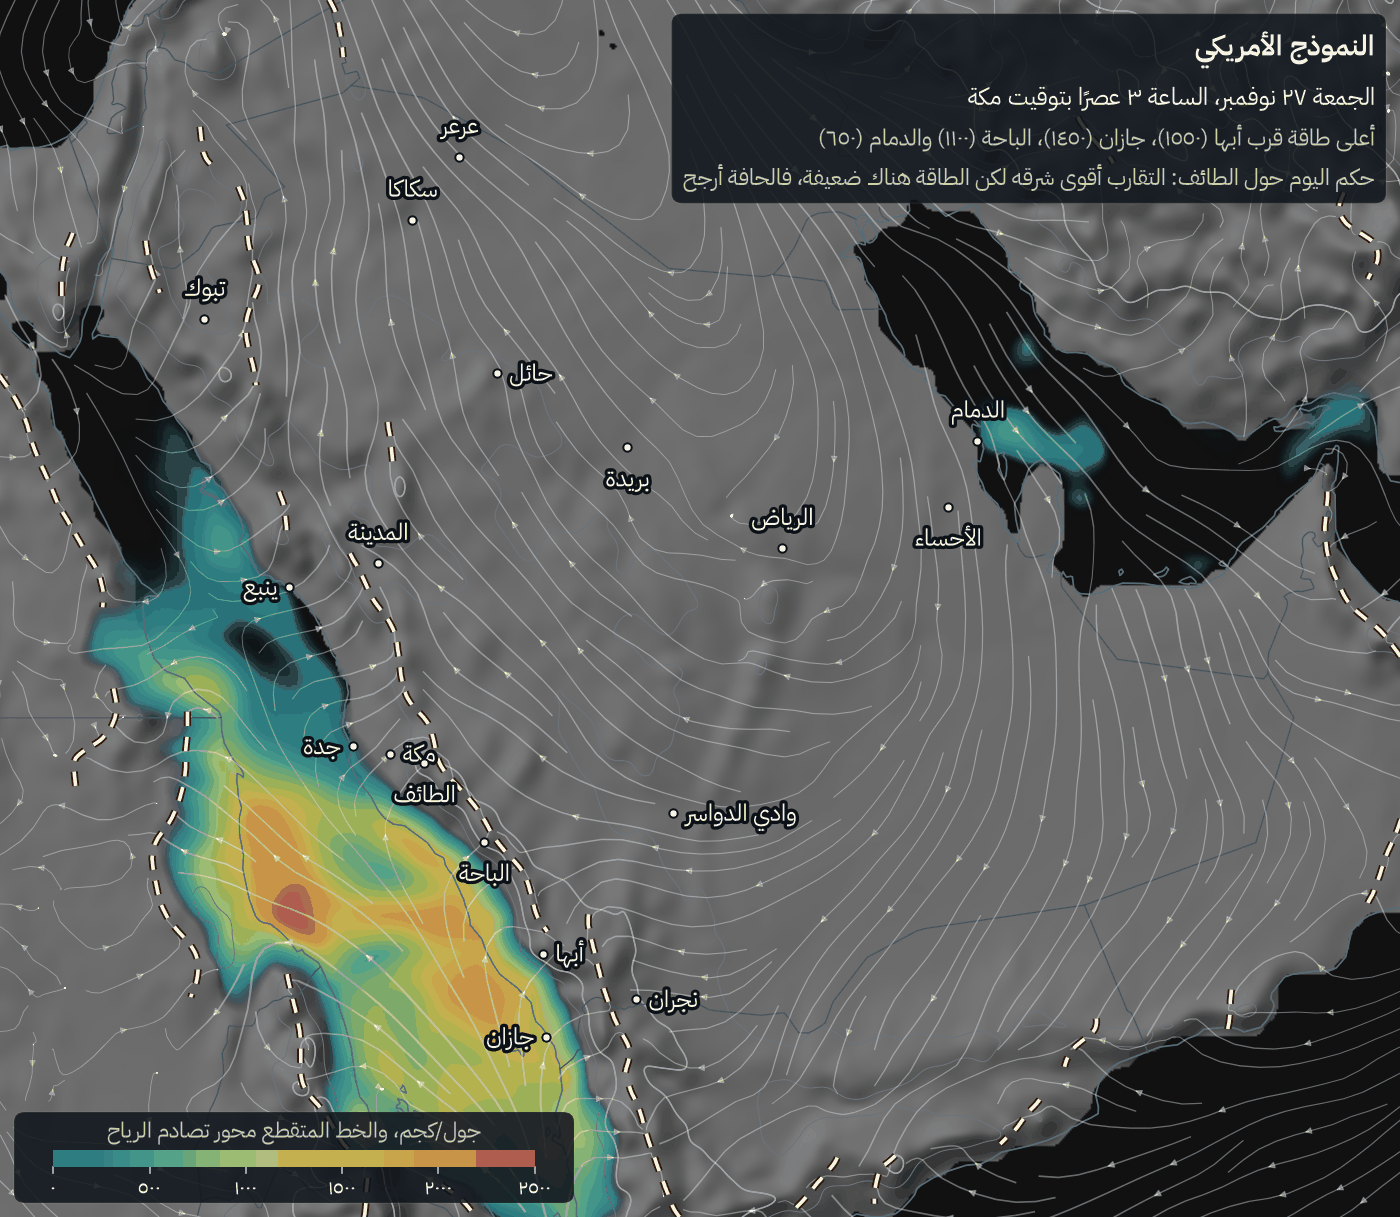 النموذج الأمريكي
الجمعة ٢٧ نوفمبر، الساعة ٣ عصرًا بتوقيت مكة
أعلى طاقة قرب أبها (١٥٥٠)، جازان (١٤٥٠)، الباحة (١١٠٠) والدمام (٦٥٠)
حكم اليوم حول الطائف: التقارب أقوى شرقه لكن الطاقة هناك ضعيفة، فالحافة أرجح
عرعر
سكاكا
تبوك
حائل
الدمام
بريدة
الرياض
الأحساء
المدينة
ينبع
جدة
مكة
الطائف
وادي الدواسر
الباحة
أبها
نجران
جازان
جول/كجم، والخط المتقطع محور تصادم الرياح
٠ ٥٠٠ ١٠٠٠ ١٥٠٠ ٢٠٠٠ ٢٥٠٠